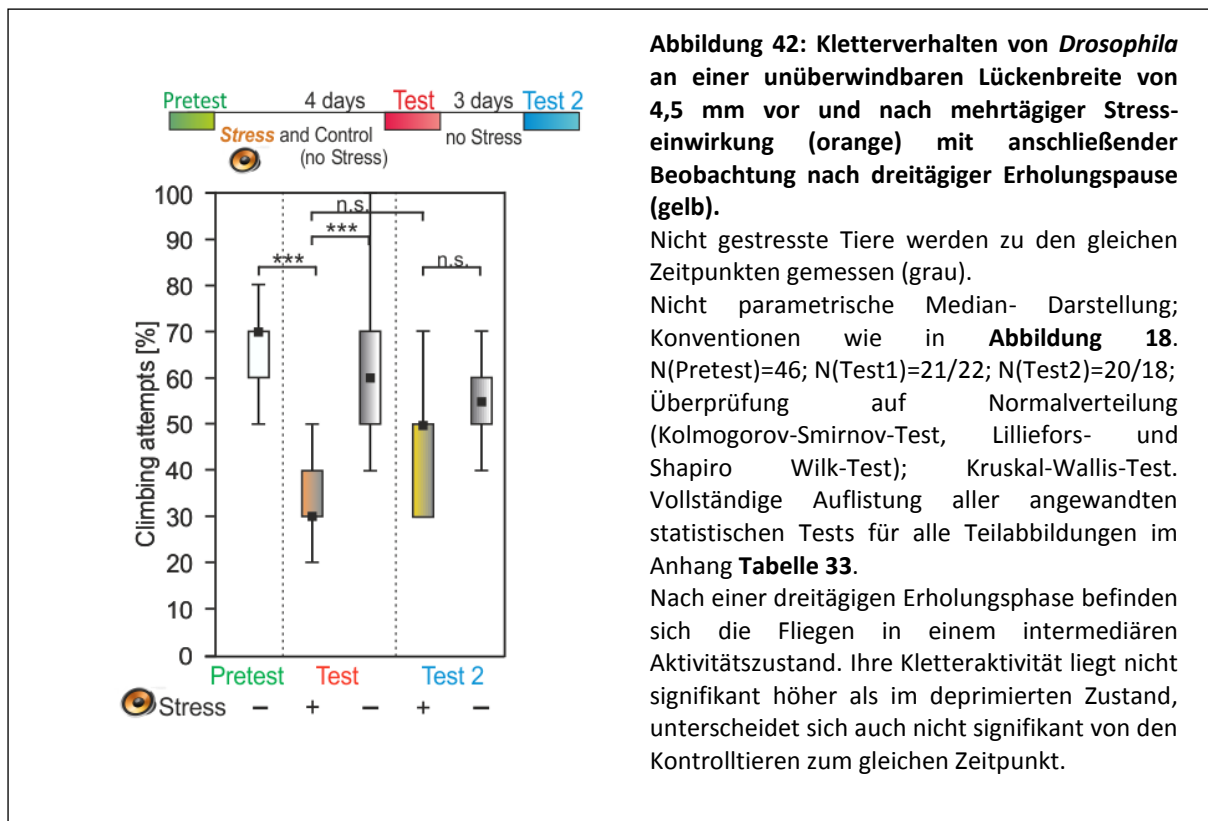 Pretest 4 days Test 3 days Test 2
Stress and Control no Stress
(no Stress)
100
90
80
70
60
50
40
30
20
10
0
Climbing attempts [%]
n.s.
***
***
n.s.
Pretest Test Test 2
Stress – + – + –
Abbildung 42: Kletterverhalten von Drosophila
an einer unüberwindbaren Lückenbreite von
4,5 mm vor und nach mehrtägiger Stress-
einwirkung (orange) mit anschließender
Beobachtung nach dreitägiger Erholungspause
(gelb).
Nicht gestresste Tiere werden zu den gleichen
Zeitpunkten gemessen (grau).
Nicht parametrische Median- Darstellung;
Konventionen wie in Abbildung 18.
N(Pretest)=46; N(Test1)=21/22; N(Test2)=20/18;
Überprüfung auf Normalverteilung
(Kolmogorov-Smirnov-Test, Lilliefors- und
Shapiro Wilk-Test); Kruskal-Wallis-Test.
Vollständige Auflistung aller angewandten
statistischen Tests für alle Teilabbildungen im
Anhang Tabelle 33.
Nach einer dreitägigen Erholungsphase befinden
sich die Fliegen in einem intermediären
Aktivitätszustand. Ihre Kletteraktivität liegt nicht
signifikant höher als im deprimierten Zustand,
unterscheidet sich auch nicht signifikant von den
Kontrolltieren zum gleichen Zeitpunkt.